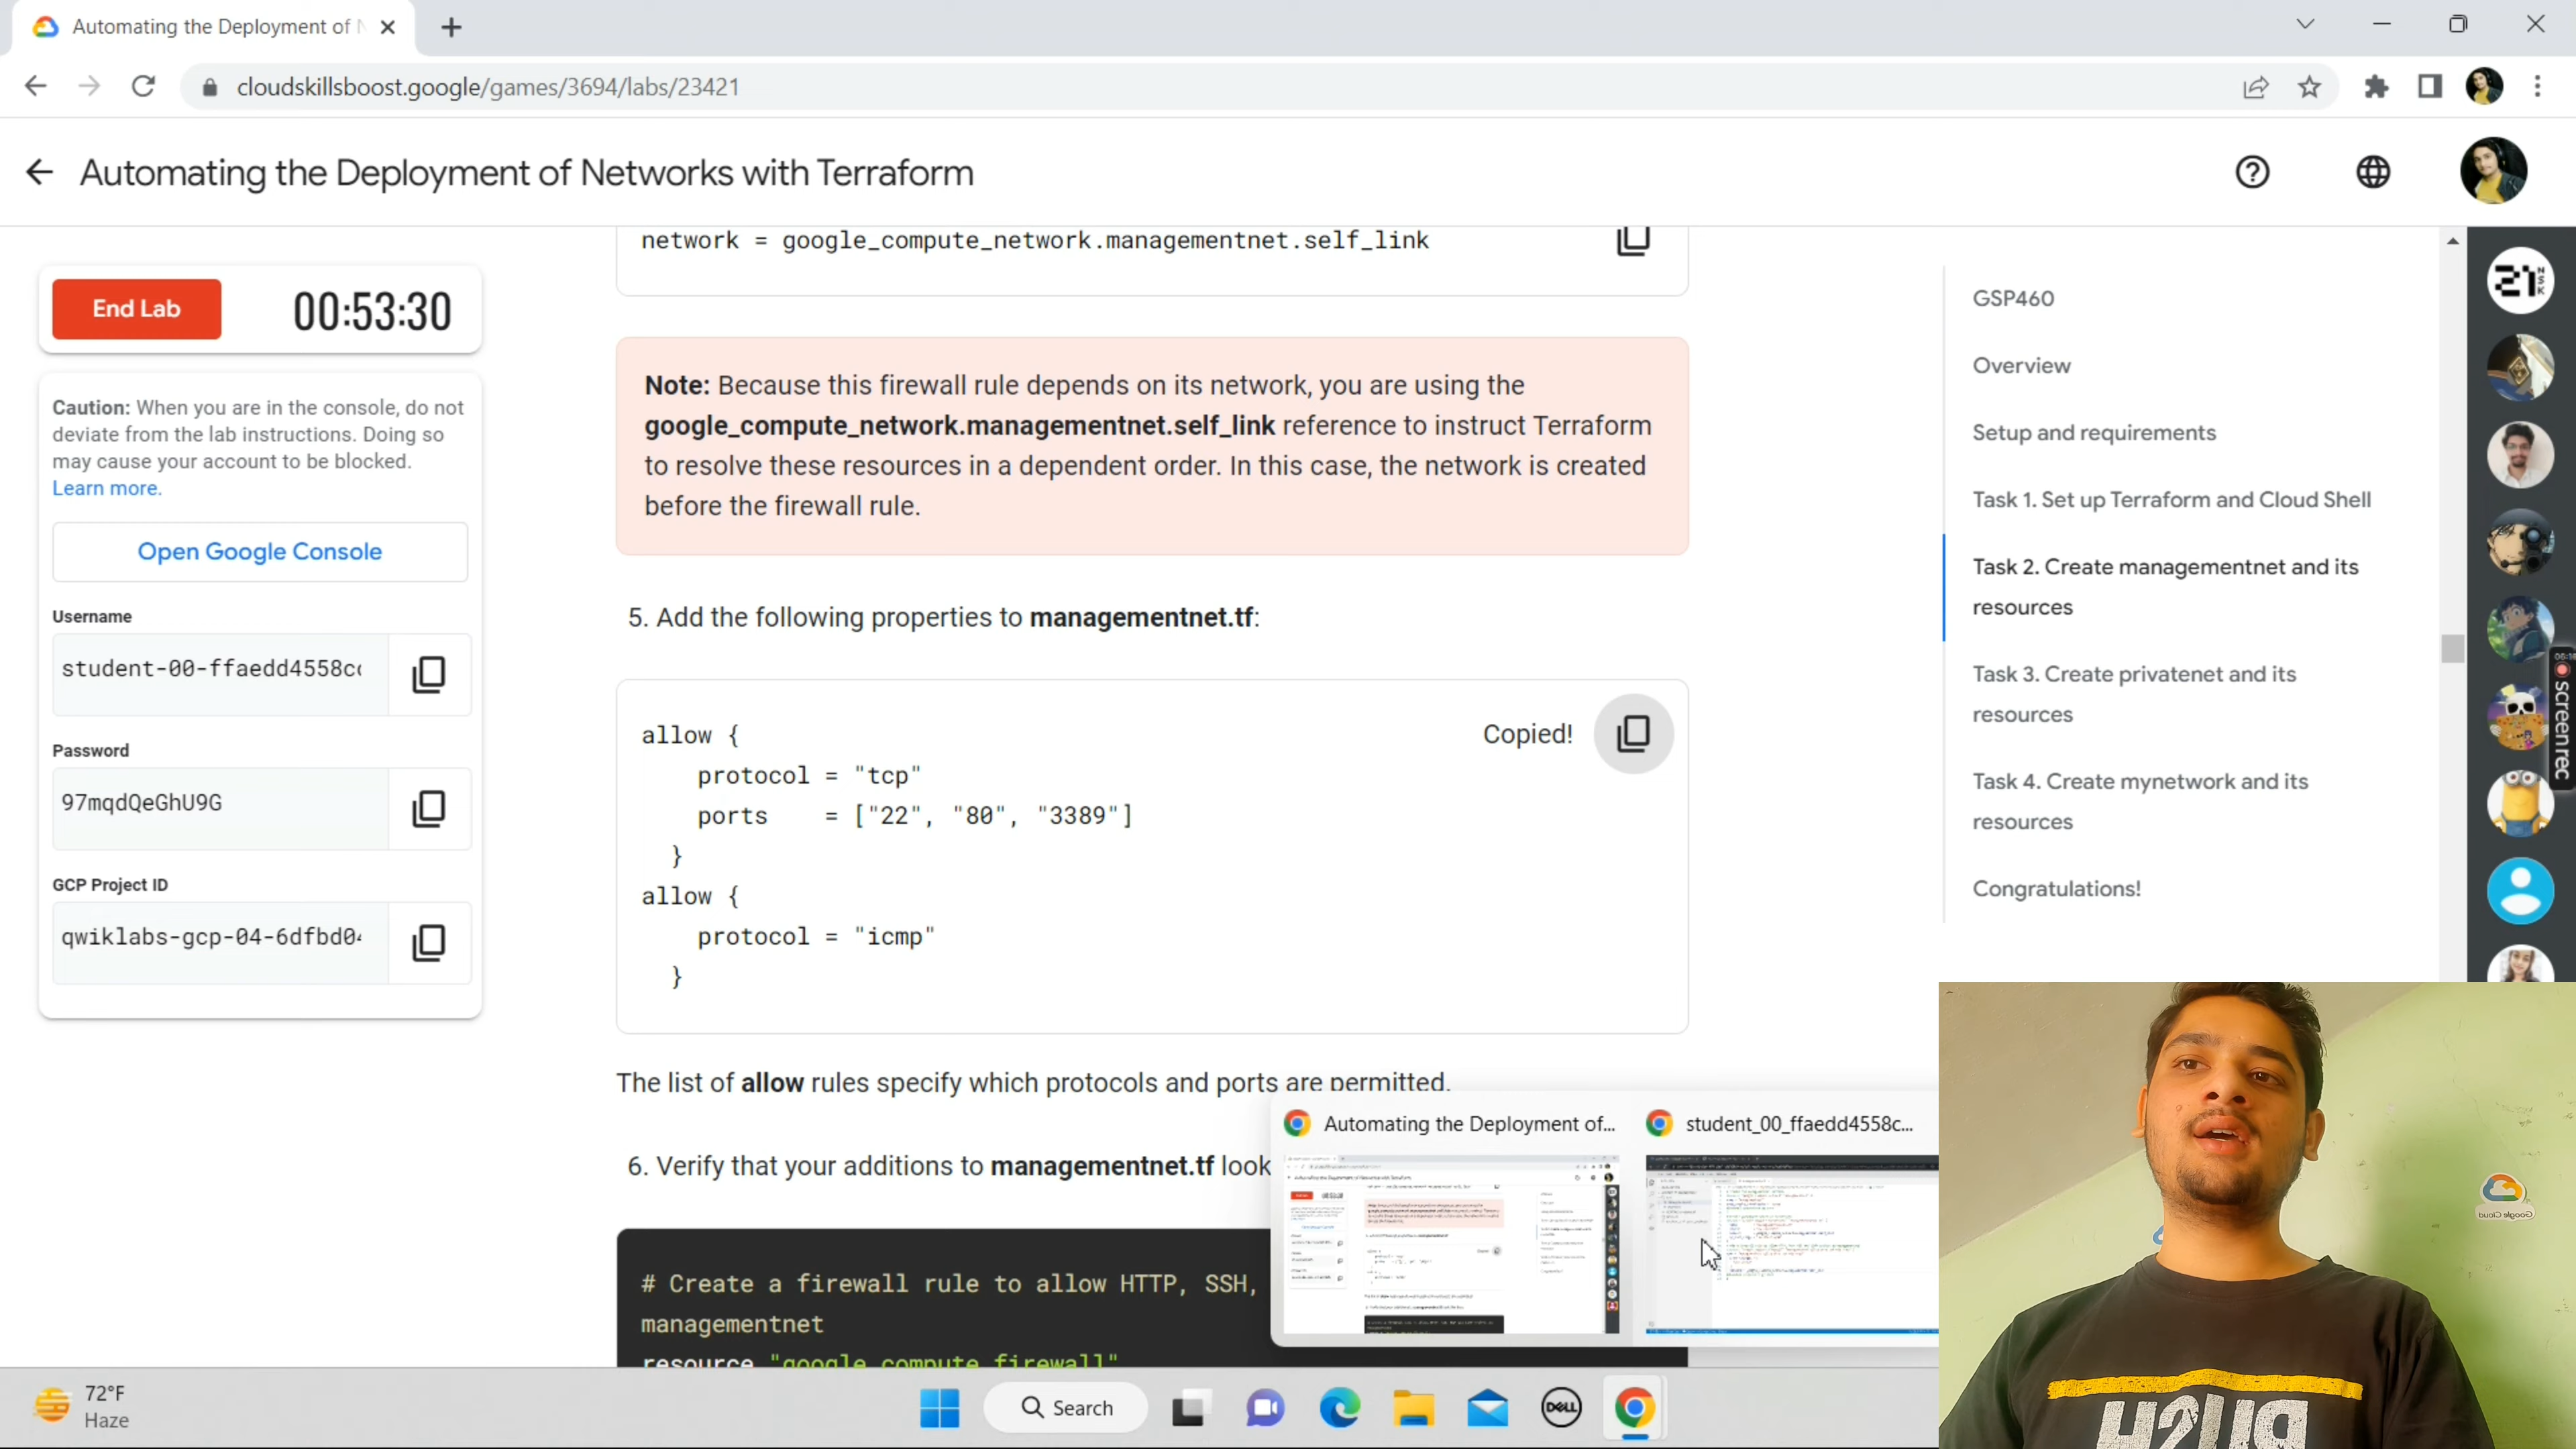 Automating the Deployment of N
cloudskillsboost.google/games/3694/labs/23421
Automating the Deployment of Networks with Terraform
End Lab
00:53:30
Caution: When you are in the console, do not
deviate from the lab instructions. Doing so
may cause your account to be blocked.
Learn more.
Open Google Console
Username
student-00-ffaedd4558cc
Password
97mqdQeGhU9G
GCP Project ID
qwiklabs-gcp-04-6dfbd04
network = google_compute_network.managementnet.self_link
Note: Because this firewall rule depends on its network, you are using the
google_compute_network.managementnet.self_link reference to instruct Terraform
to resolve these resources in a dependent order. In this case, the network is created
before the firewall rule.
5. Add the following properties to managementnet.tf:
Copied!
allow {
protocol = "tcp"
ports = ["22", "80", "3389"]
}
allow {
protocol = "icmp"
}
The list of allow rules specify which protocols and ports are permitted.
6. Verify that your additions to managementnet.tf look
# Create a firewall rule to allow HTTP, SSH,
managementnet
resource "google_compute_firewall"
GSP460
Overview
Setup and requirements
Task 1. Set up Terraform and Cloud Shell
Task 2. Create managementnet and its
resources
Task 3. Create privatenet and its
resources
Task 4. Create mynetwork and its
resources
Congratulations!
21
NSK
screen rec
Automating the Deployment of...
student_00_ffaedd4558c...
72°F
Haze
Search
DELL
Google Cloud